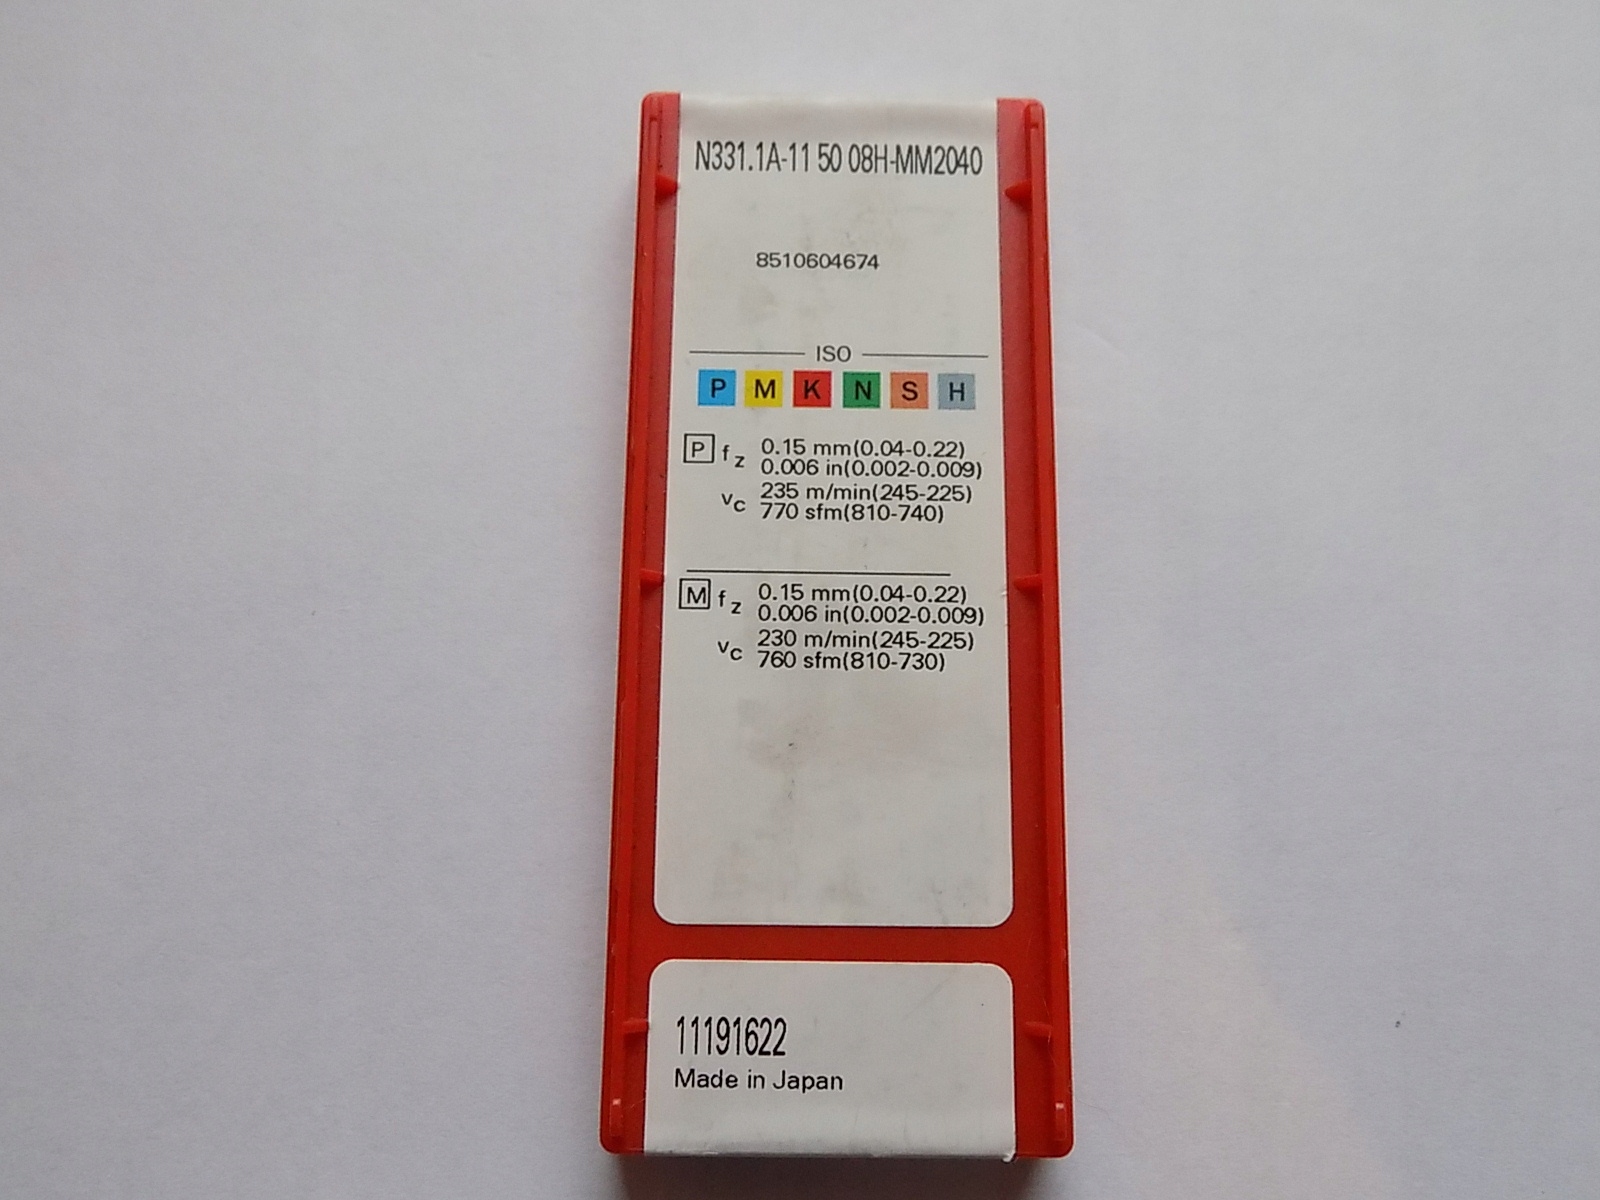 N331.1A-11 50 08H-MM2040
8510604674
ISO
P M K N S H
P fz 0.15 mm(0.04-0.22)
0.006 in(0.002-0.009)
vc 235 m/min(245-225)
770 sfm(810-740)
M fz 0.15 mm(0.04-0.22)
0.006 in(0.002-0.009)
vc 230 m/min(245-225)
760 sfm(810-730)
11191622
Made in Japan